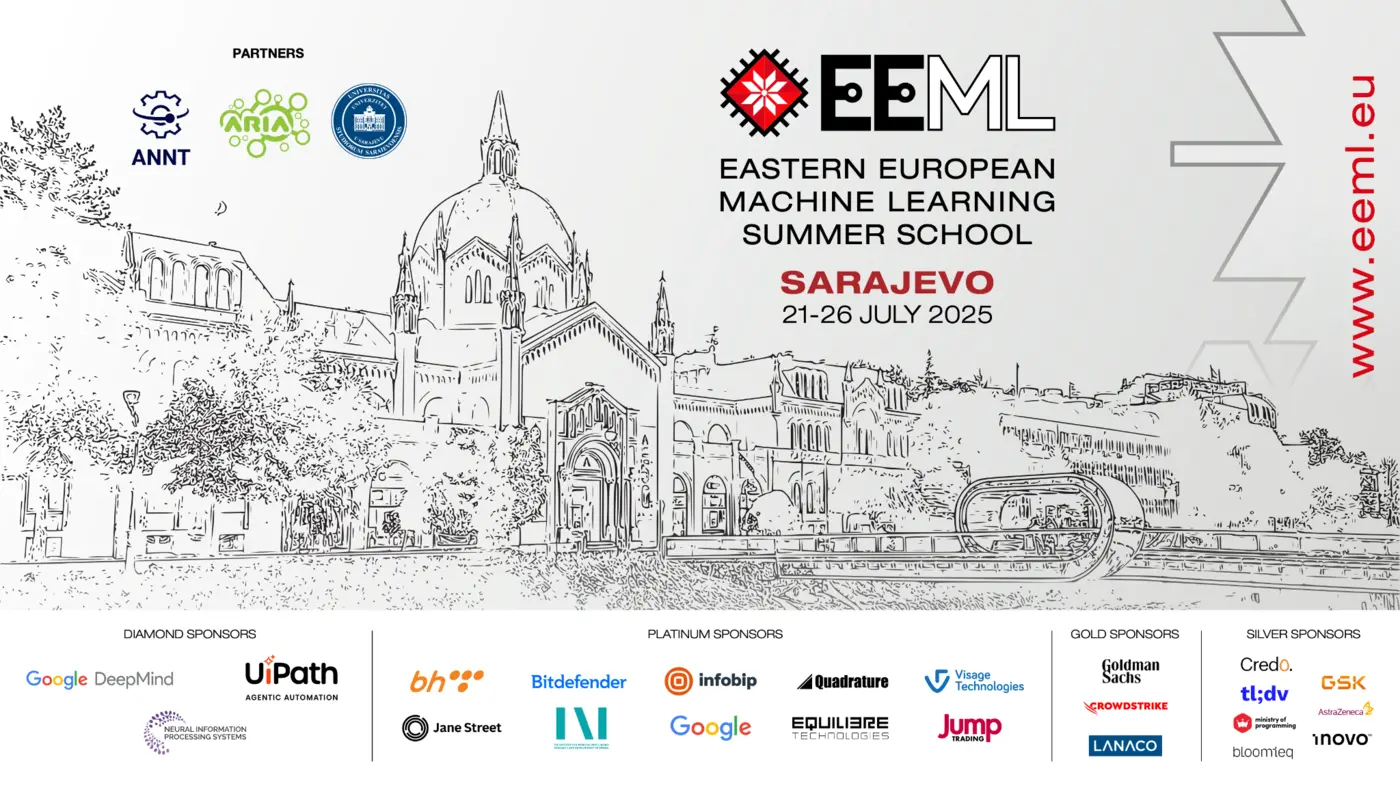 PARTNERS
ANNT
ARIA
UNIVERSITAS
STUDIORUM SARAIEVOENSIS
EEML
EASTERN EUROPEAN
MACHINE LEARNING
SUMMER SCHOOL
SARAJEVO
21-26 JULY 2025
www.eeml.eu
DIAMOND SPONSORS
Google DeepMind
UiPath
AGENTIC AUTOMATION
NEURAL INFORMATION
PROCESSING SYSTEMS
PLATINUM SPONSORS
bh
Bitdefender
infobip
Quadrature
Visage
Technologies
Jane Street
Google
EQUILIBRE
TECHNOLOGIES
Jump
TRADING
GOLD SPONSORS
Goldman
Sachs
CROWDSTRIKE
LANACO
SILVER SPONSORS
CredO.
tl;dv
ministry of
programming
bloomteq
GSK
AstraZeneca
inovo